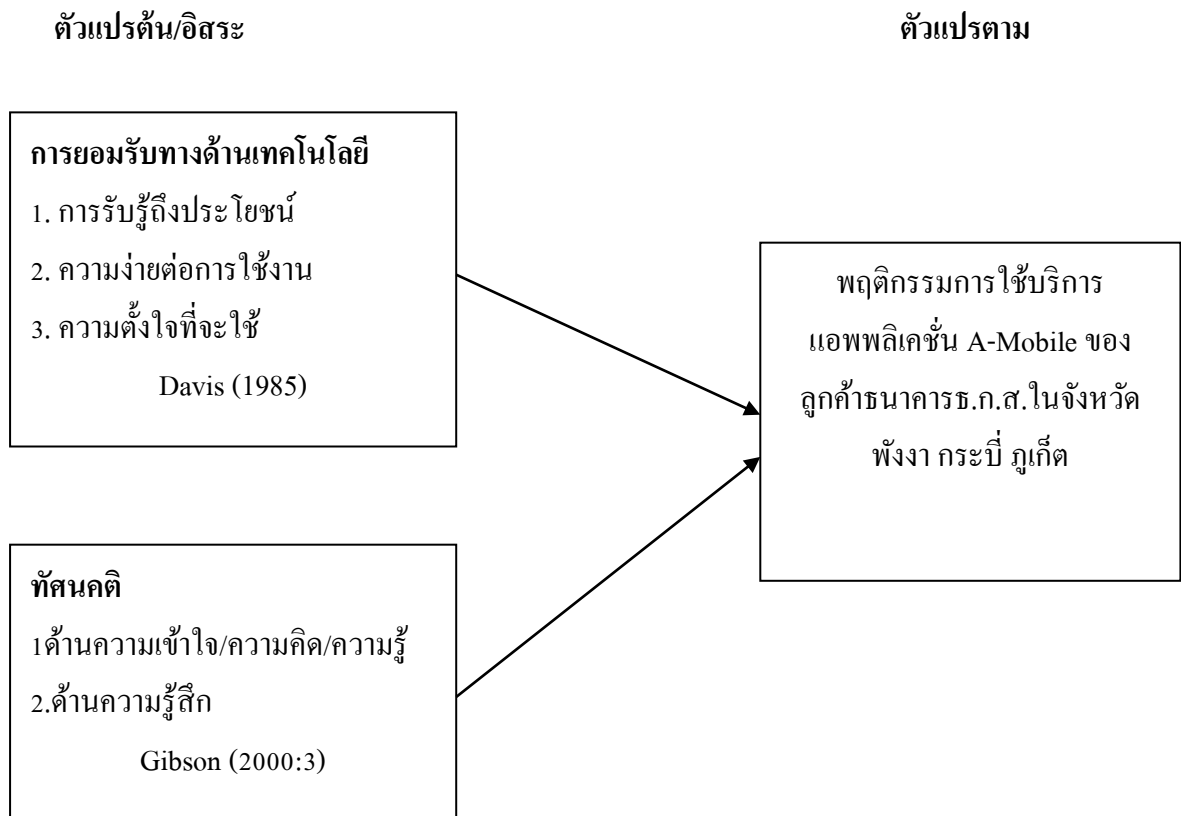 ตัวแปรต้น/อิสระ
ตัวแปรตาม
การยอมรับทางด้านเทคโนโลยี
1. การรับรู้ถึงประโยชน์
2. ความง่ายต่อการใช้งาน
3. ความตั้งใจที่จะใช้
Davis (1985)
พฤติกรรมการใช้บริการ
แอพพลิเคชั่น A-Mobile ของ
ลูกค้าธนาคารธ.ก.ส.ในจังหวัด
พังงา กระบี่ ภูเก็ต
ทัศนคติ
1ด้านความเข้าใจ/ความคิด/ความรู้
2.ด้านความรู้สึก
Gibson (2000:3)